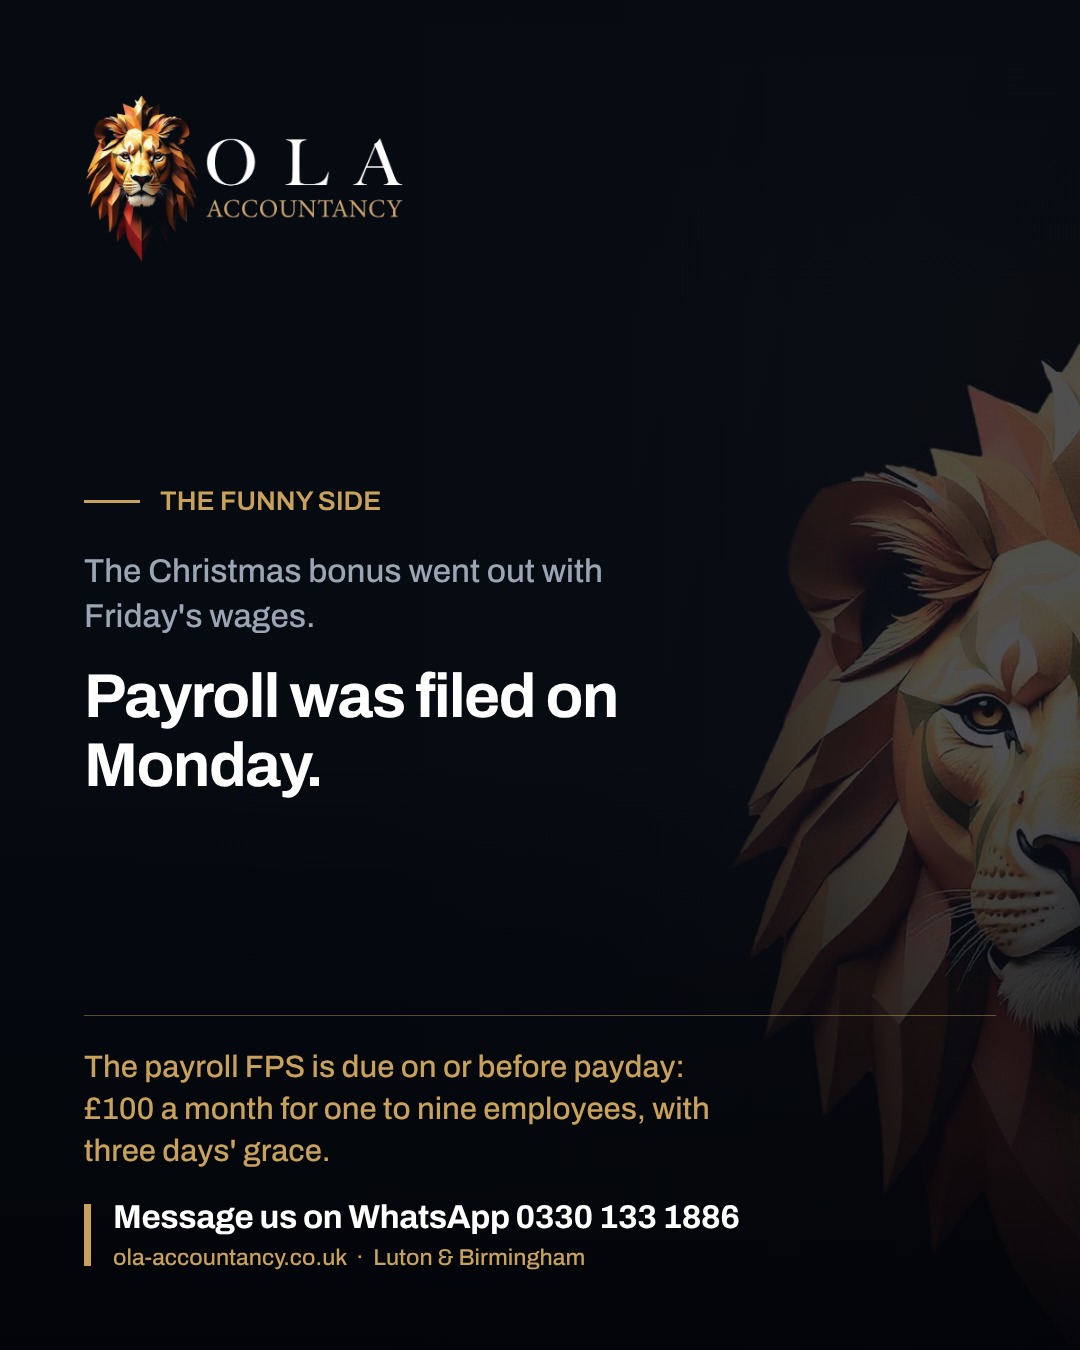 OLA
ACCOUNTANCY
THE FUNNY SIDE
The Christmas bonus went out with
Friday's wages.
Payroll was filed on
Monday.
The payroll FPS is due on or before payday:
£100 a month for one to nine employees, with
three days' grace.
Message us on WhatsApp 0330 133 1886
ola-accountancy.co.uk · Luton & Birmingham